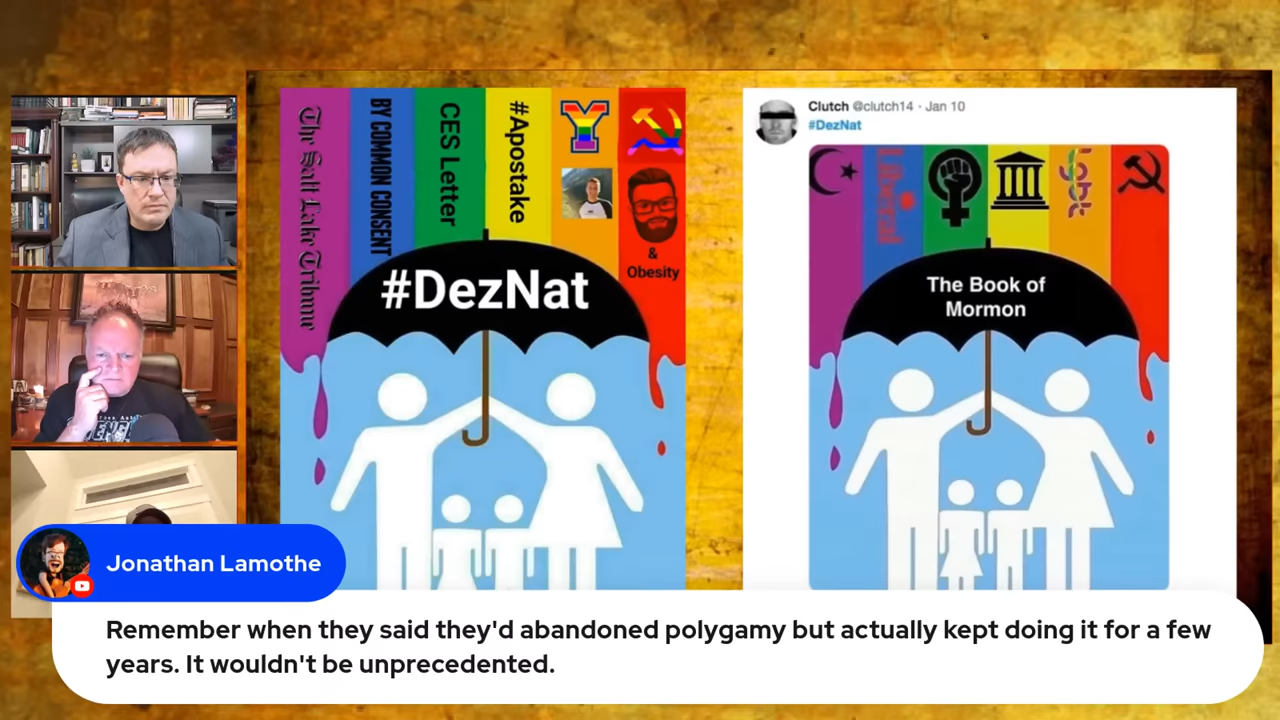 The Salt Lake Tribune
BY COMMON CONSENT
CES Letter
#Apostake
Y
&
Obesity
#DezNat
Clutch @clutch14 · Jan 10
#DezNat
Liberal
lgbt
The Book of
Mormon
Jonathan Lamothe
Remember when they said they'd abandoned polygamy but actually kept doing it for a few
years. It wouldn't be unprecedented.